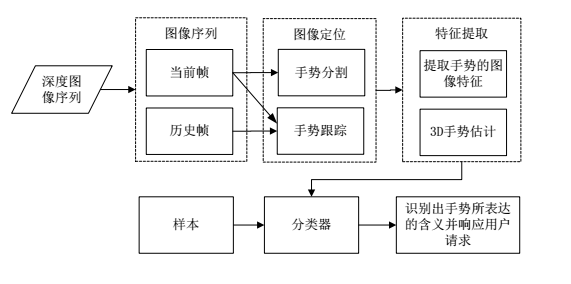 图像序列
图像定位
特征提取
深度图
像序列
当前帧
历史帧
手势分割
手势跟踪
提取手势的图
像特征
3D手势估计
样本
分类器
识别出手势所表达
的含义并响应用户
请求